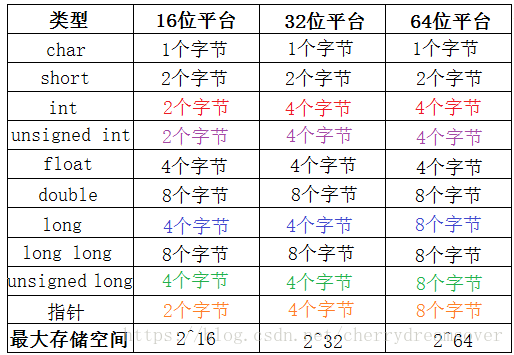 类型 16位平台 32位平台 64位平台
char 1个字节 1个字节 1个字节
short 2个字节 2个字节 2个字节
int 2个字节 4个字节 4个字节
unsigned int 2个字节 4个字节 4个字节
float 4个字节 4个字节 4个字节
double 8个字节 8个字节 8个字节
long 4个字节 4个字节 8个字节
long long 8个字节 8个字节 8个字节
unsigned long 4个字节 4个字节 8个字节
指针 2个字节 4个字节 8个字节
最大存储空间 2^16 2^32 2^64